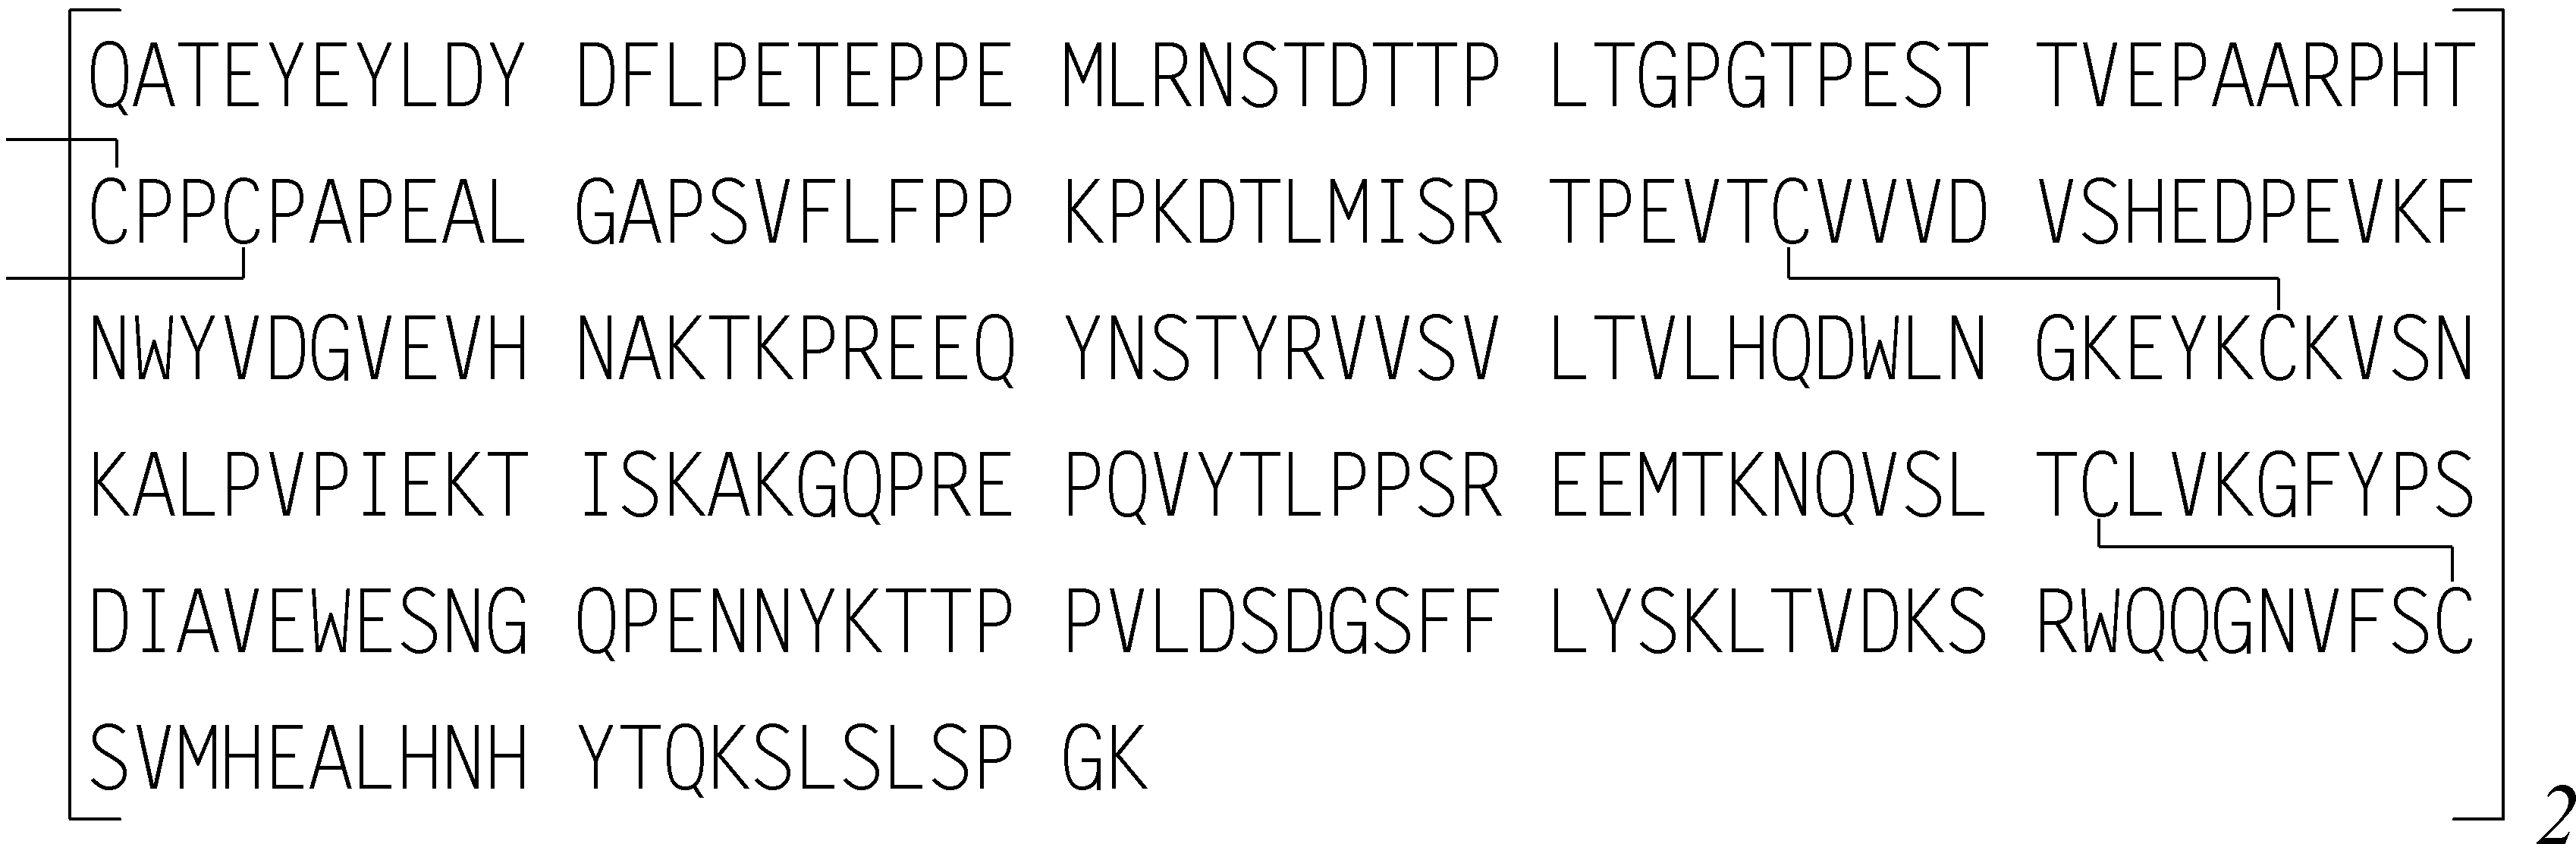 QATEYEYLDY DFLPETEPPE MLRNSTDTTP LTGPGTPEST TVEPAARPHT
CPPCPAPEAL GAPSVFLFPP KPKDTLMISR TPEVTCVVVD VSHEDPEVKF
NWYVDGVEVH NAKTKPREEQ YNSTYRVVSV LTVLHQDWLN GKEYKCKVSN
KALPVPIEKT ISKAKGQPRE PQVYTLPPSR EEMTKNQVSL TCLVKGFYPS
DIAVEWESNG QPENNYKTTP PVLDSDGSFF LYSKLTVDKS RWQQGNVFSC
SVMHEALHNH YTQKSLSLSP GK
2